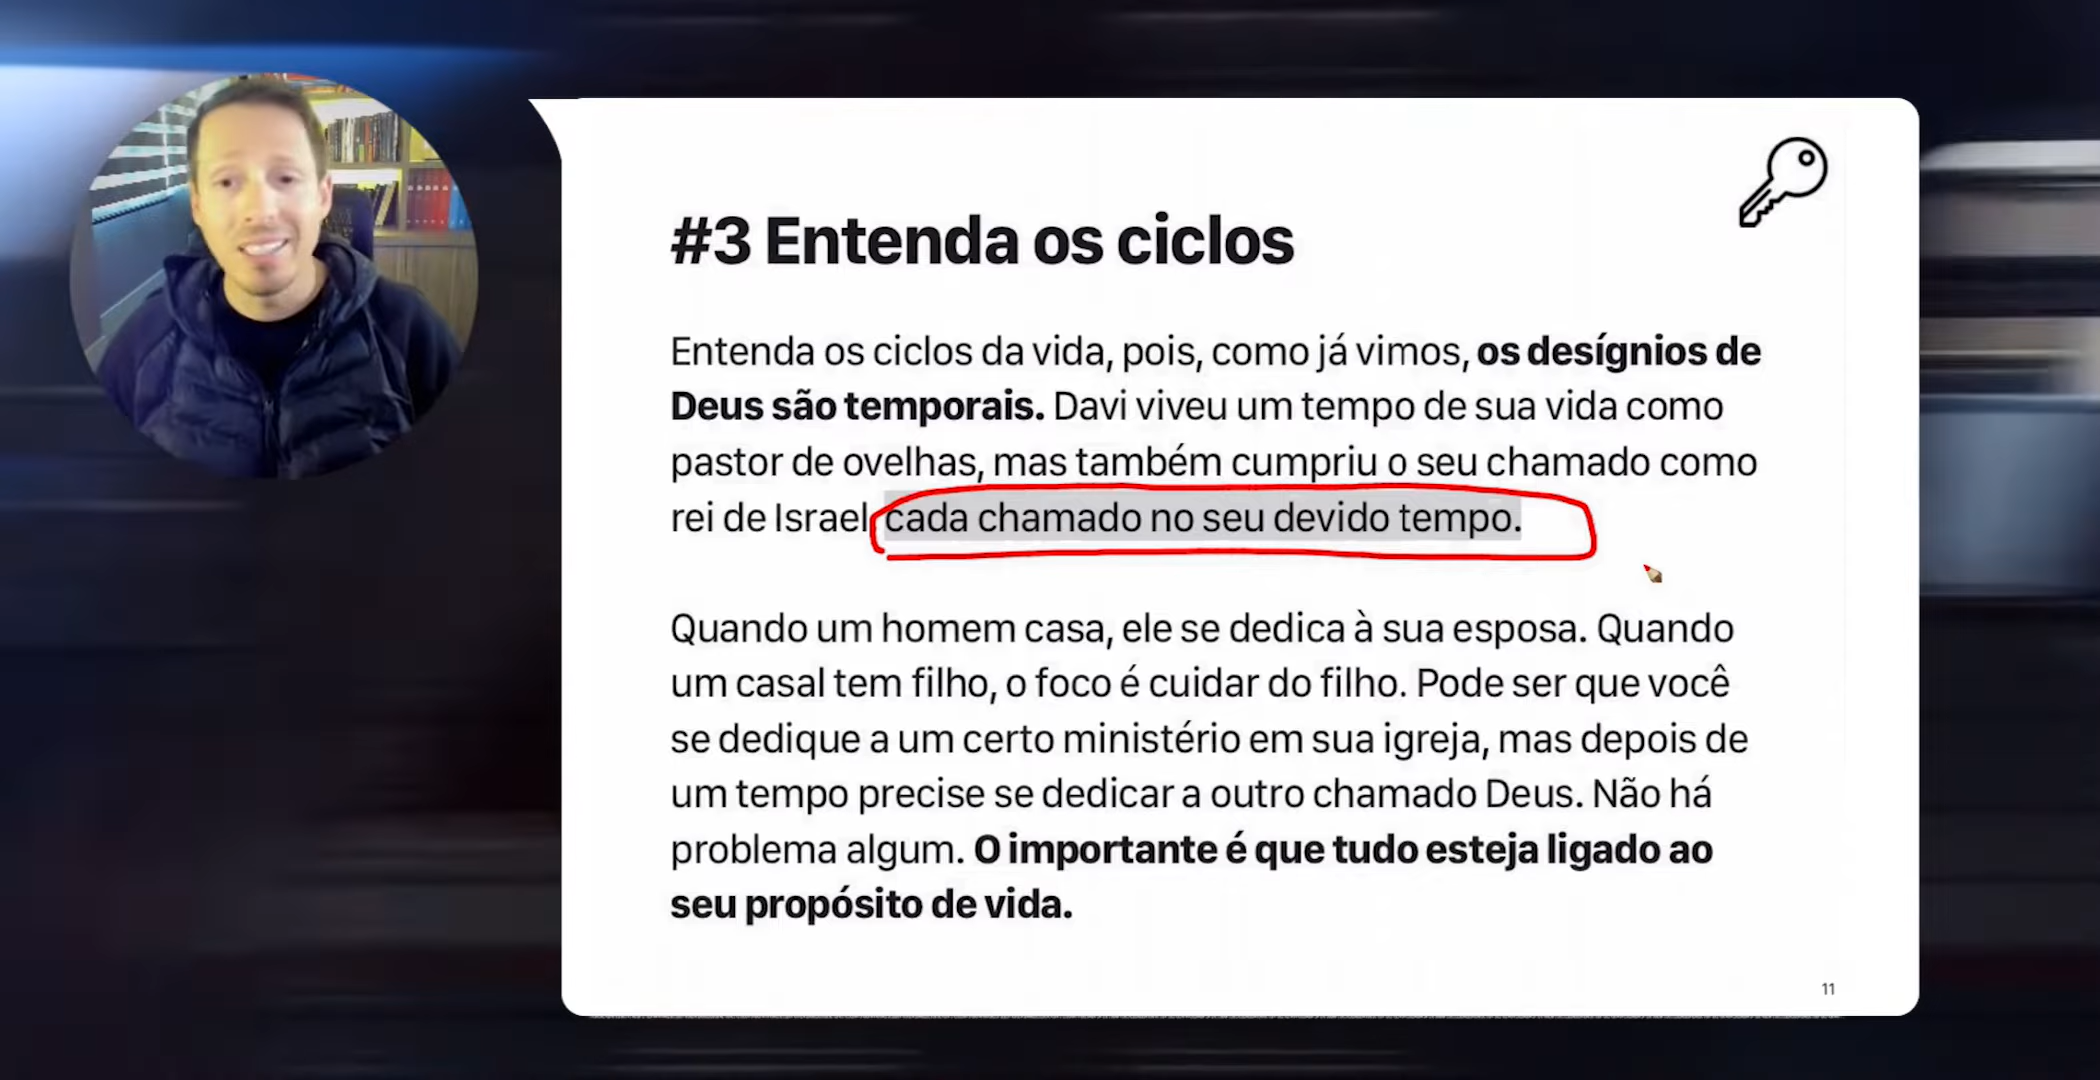 #3 Entenda os ciclos
Entenda os ciclos da vida, pois, como já vimos, os desígnios de
Deus são temporais. Davi viveu um tempo de sua vida como
pastor de ovelhas, mas também cumpriu o seu chamado como
rei de Israel, cada chamado no seu devido tempo.
Quando um homem casa, ele se dedica à sua esposa. Quando
um casal tem filho, o foco é cuidar do filho. Pode ser que você
se dedique a um certo ministério em sua igreja, mas depois de
um tempo precise se dedicar a outro chamado Deus. Não há
problema algum. O importante é que tudo esteja ligado ao
seu propósito de vida.
11